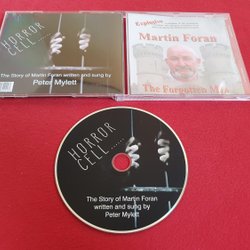 HORROR
CELL......
The Story of Martin Foran written and sung by
Peter Mylett
Explosive
Martin Foran
The Forgotten Man
HORROR
CELL......
The Story of Martin Foran
written and sung by
Peter Mylett